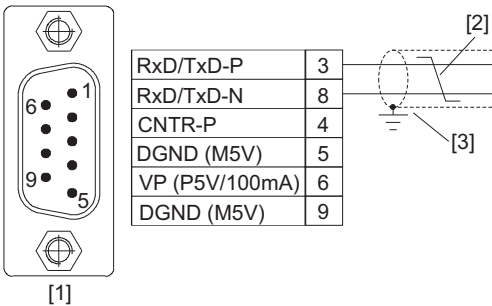 [2]
RxD/TxD-P 3
RxD/TxD-N 8
CNTR-P 4
DGND (M5V) 5
VP (P5V/100mA) 6
DGND (M5V) 9
[3]
1
6
9
5
[1]